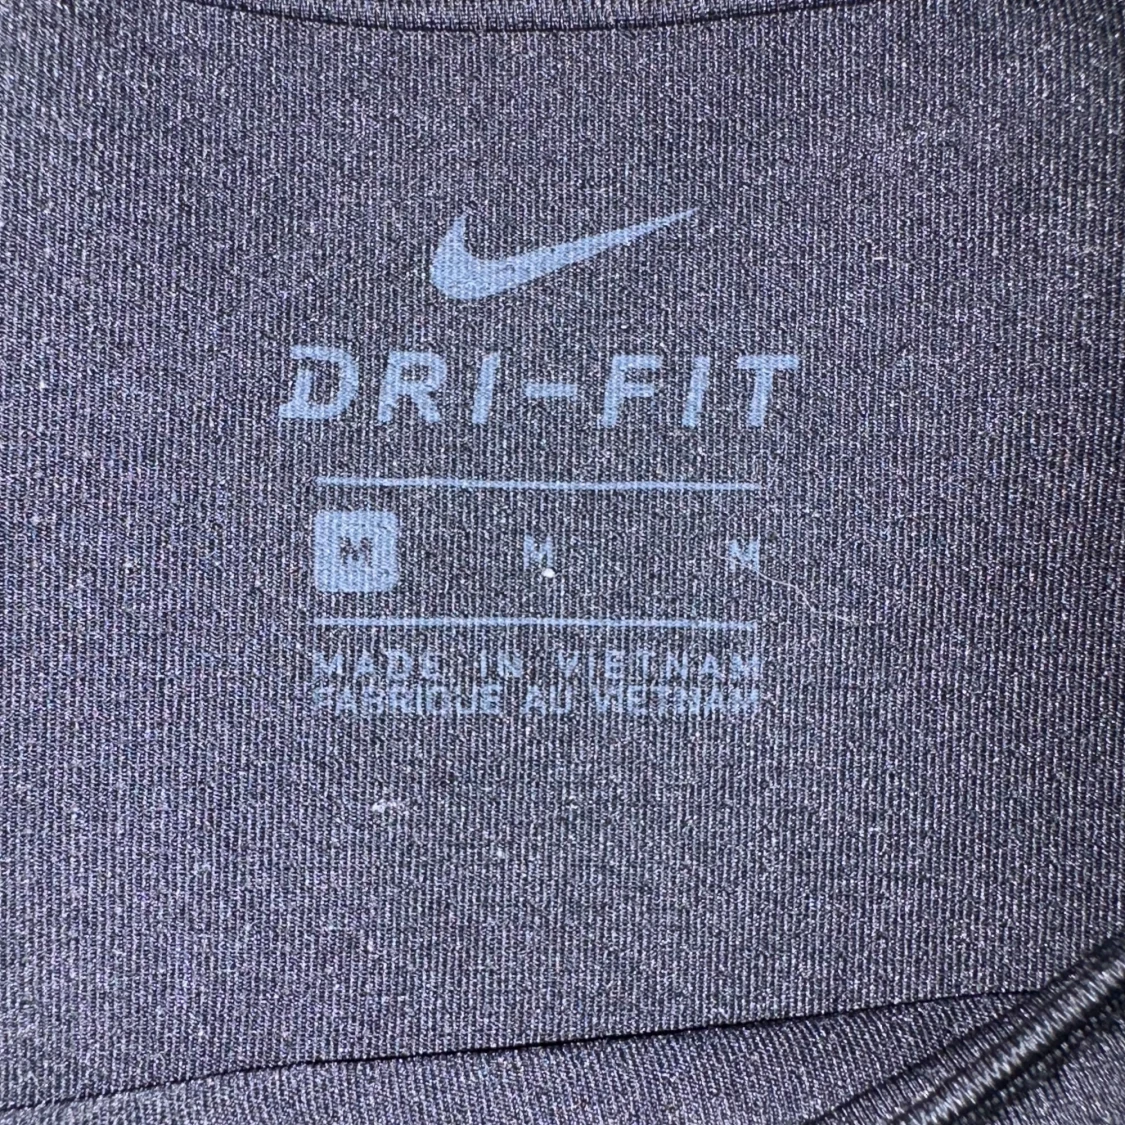 DRI-FIT
M M M
MADE IN VIETNAM
FABRIQUE AU VIETNAM